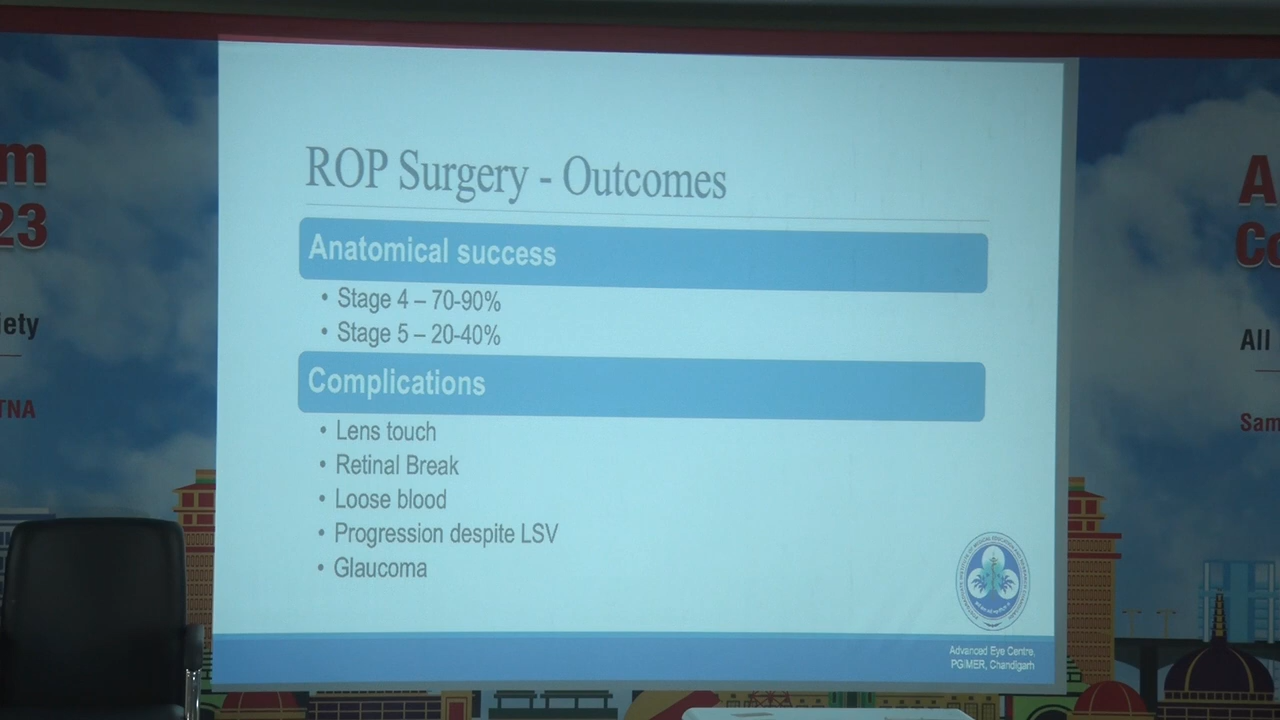 ROP Surgery - Outcomes
Anatomical success
• Stage 4 – 70-90%
• Stage 5 – 20-40%
Complications
• Lens touch
• Retinal Break
• Loose blood
• Progression despite LSV
• Glaucoma
Advanced Eye Centre,
PGIMER, Chandigarh
m
23
iety
TNA
A
Co
All
Sam